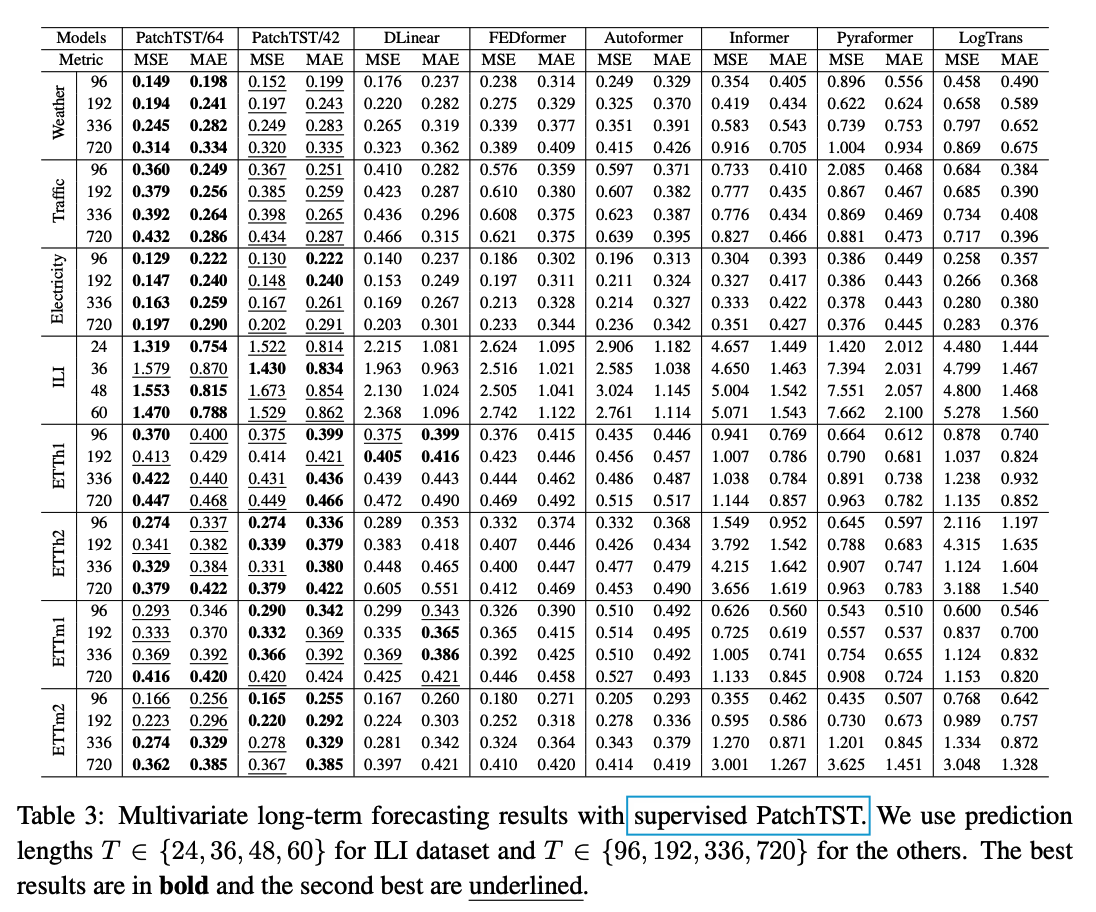 Models PatchTST/64 PatchTST/42 DLinear FEDformer Autoformer Informer Pyraformer LogTrans
Metric MSE MAE MSE MAE MSE MAE MSE MAE MSE MAE MSE MAE MSE MAE MSE MAE
Weather
96 0.149 0.198 0.152 0.199 0.176 0.237 0.238 0.314 0.249 0.329 0.354 0.405 0.896 0.556 0.458 0.490
192 0.194 0.241 0.197 0.243 0.220 0.282 0.275 0.329 0.325 0.370 0.419 0.434 0.622 0.624 0.658 0.589
336 0.245 0.282 0.249 0.283 0.265 0.319 0.339 0.377 0.351 0.391 0.583 0.543 0.739 0.753 0.797 0.652
720 0.314 0.334 0.320 0.335 0.323 0.362 0.389 0.409 0.415 0.426 0.916 0.705 1.004 0.934 0.869 0.675
Traffic
96 0.360 0.249 0.367 0.251 0.410 0.282 0.576 0.359 0.597 0.371 0.733 0.410 2.085 0.468 0.684 0.384
192 0.379 0.256 0.385 0.259 0.423 0.287 0.610 0.380 0.607 0.382 0.777 0.435 0.867 0.467 0.685 0.390
336 0.392 0.264 0.398 0.265 0.436 0.296 0.608 0.375 0.623 0.387 0.776 0.434 0.869 0.469 0.734 0.408
720 0.432 0.286 0.434 0.287 0.466 0.315 0.621 0.375 0.639 0.395 0.827 0.466 0.881 0.473 0.717 0.396
Electricity
96 0.129 0.222 0.130 0.222 0.140 0.237 0.186 0.302 0.196 0.313 0.304 0.393 0.386 0.449 0.258 0.357
192 0.147 0.240 0.148 0.240 0.153 0.249 0.197 0.311 0.211 0.324 0.327 0.417 0.386 0.443 0.266 0.368
336 0.163 0.259 0.167 0.261 0.169 0.267 0.213 0.328 0.214 0.327 0.333 0.422 0.378 0.443 0.280 0.380
720 0.197 0.290 0.202 0.291 0.203 0.301 0.233 0.344 0.236 0.342 0.351 0.427 0.376 0.445 0.283 0.376
ILI
24 1.319 0.754 1.522 0.814 2.215 1.081 2.624 1.095 2.906 1.182 4.657 1.449 1.420 2.012 4.480 1.444
36 1.579 0.870 1.430 0.834 1.963 0.963 2.516 1.021 2.585 1.038 4.650 1.463 7.394 2.031 4.799 1.467
48 1.553 0.815 1.673 0.854 2.130 1.024 2.505 1.041 3.024 1.145 5.004 1.542 7.551 2.057 4.800 1.468
60 1.470 0.788 1.529 0.862 2.368 1.096 2.742 1.122 2.761 1.114 5.071 1.543 7.662 2.100 5.278 1.560
ETTh1
96 0.370 0.400 0.375 0.399 0.375 0.399 0.376 0.415 0.435 0.446 0.941 0.769 0.664 0.612 0.878 0.740
192 0.413 0.429 0.414 0.421 0.405 0.416 0.423 0.446 0.456 0.457 1.007 0.786 0.790 0.681 1.037 0.824
336 0.422 0.440 0.431 0.436 0.439 0.443 0.444 0.462 0.486 0.487 1.038 0.784 0.891 0.738 1.238 0.932
720 0.447 0.468 0.449 0.466 0.472 0.490 0.469 0.492 0.515 0.517 1.144 0.857 0.963 0.782 1.135 0.852
ETTh2
96 0.274 0.337 0.274 0.336 0.289 0.353 0.332 0.374 0.332 0.368 1.549 0.952 0.645 0.597 2.116 1.197
192 0.341 0.382 0.339 0.379 0.383 0.418 0.407 0.446 0.426 0.434 3.792 1.542 0.788 0.683 4.315 1.635
336 0.329 0.384 0.331 0.380 0.448 0.465 0.400 0.447 0.477 0.479 4.215 1.642 0.907 0.747 1.124 1.604
720 0.379 0.422 0.379 0.422 0.605 0.551 0.412 0.469 0.453 0.490 3.656 1.619 0.963 0.783 3.188 1.540
ETTm1
96 0.293 0.346 0.290 0.342 0.299 0.343 0.326 0.390 0.510 0.492 0.626 0.560 0.543 0.510 0.600 0.546
192 0.333 0.370 0.332 0.369 0.335 0.365 0.365 0.415 0.514 0.495 0.725 0.619 0.557 0.537 0.837 0.700
336 0.369 0.392 0.366 0.392 0.369 0.386 0.392 0.425 0.510 0.492 1.005 0.741 0.754 0.655 1.124 0.832
720 0.416 0.420 0.420 0.424 0.425 0.421 0.446 0.458 0.527 0.493 1.133 0.845 0.908 0.724 1.153 0.820
ETTm2
96 0.166 0.256 0.165 0.255 0.167 0.260 0.180 0.271 0.205 0.293 0.355 0.462 0.435 0.507 0.768 0.642
192 0.223 0.296 0.220 0.292 0.224 0.303 0.252 0.318 0.278 0.336 0.595 0.586 0.730 0.673 0.989 0.757
336 0.274 0.329 0.278 0.329 0.281 0.342 0.324 0.364 0.343 0.379 1.270 0.871 1.201 0.845 1.334 0.872
720 0.362 0.385 0.367 0.385 0.397 0.421 0.410 0.420 0.414 0.419 3.001 1.267 3.625 1.451 3.048 1.328
Table 3: Multivariate long-term forecasting results with supervised PatchTST. We use prediction
lengths T ∈ {24, 36, 48, 60} for ILI dataset and T ∈ {96, 192, 336, 720} for the others. The best
results are in bold and the second best are underlined.